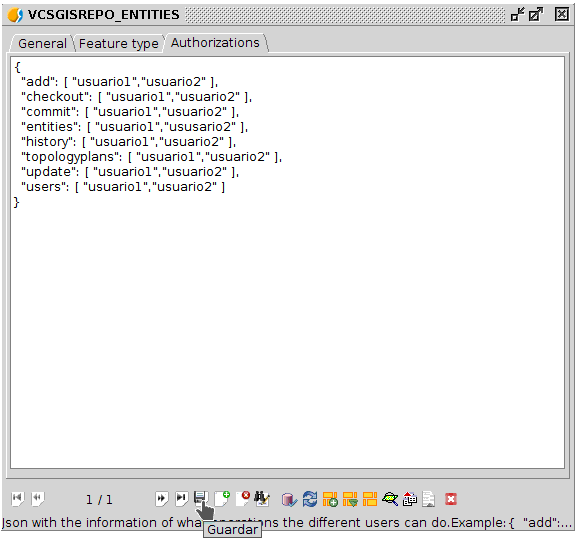 VCSGISREPO_ENTITIES
General Feature type Authorizations
{
"add": [ "usuario1","usuario2" ],
"checkout": [ "usuario1","usuario2" ],
"commit": [ "usuario1","usuario2" ],
"entities": [ "usuario1","ususario2" ],
"history": [ "usuario1","usuario2" ],
"topologyplans": [ "usuario1","usuario2" ],
"update": [ "usuario1","usuario2" ],
"users": [ "usuario1","usuario2" ]
}
1 / 1
Json with the information of what operations the different users can do.Example: { "add":...
Guardar